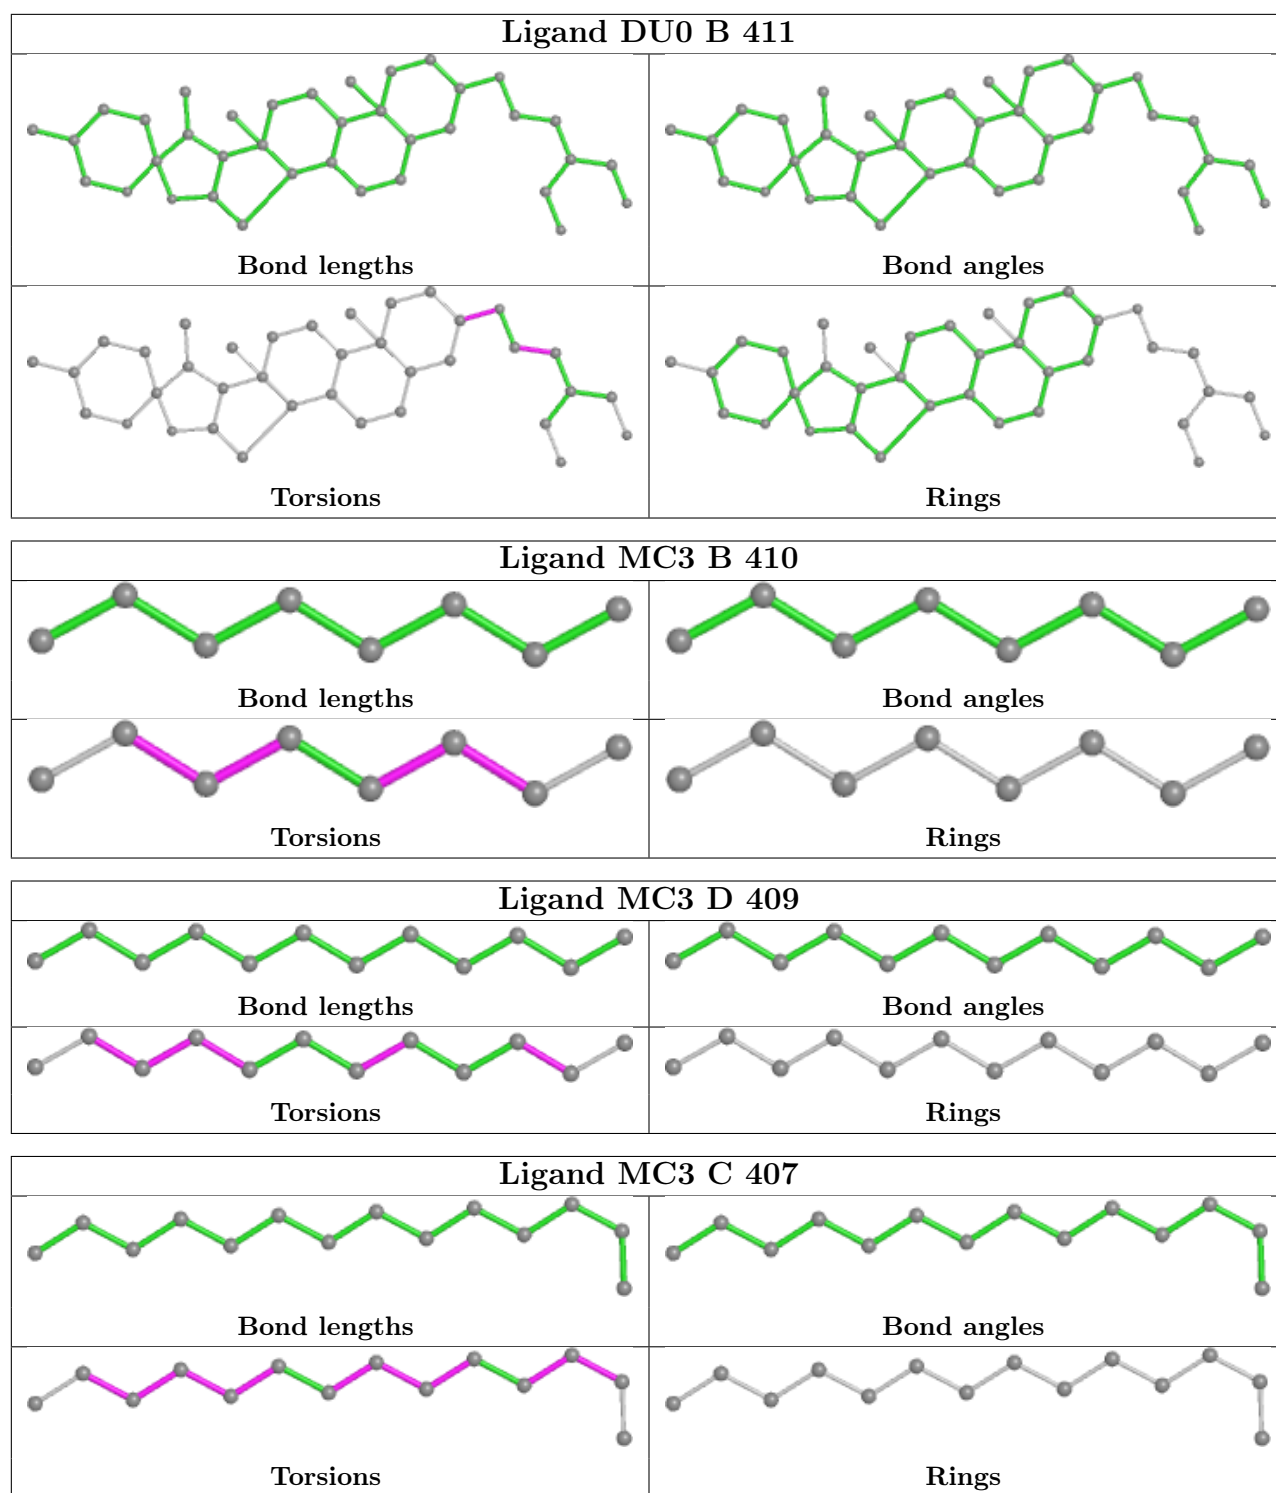 Ligand DU0 B 411
Bond lengths
Bond angles
Torsions
Rings
Ligand MC3 B 410
Bond lengths
Bond angles
Torsions
Rings
Ligand MC3 D 409
Bond lengths
Bond angles
Torsions
Rings
Ligand MC3 C 407
Bond lengths
Bond angles
Torsions
Rings